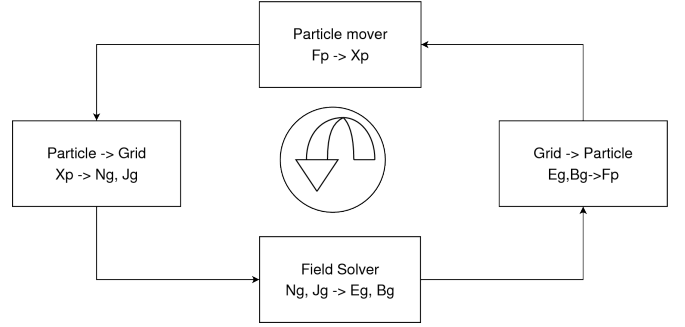 Particle mover
Fp -> Xp
Particle -> Grid
Xp -> Ng, Jg
Grid -> Particle
Eg,Bg->Fp
Field Solver
Ng, Jg -> Eg, Bg